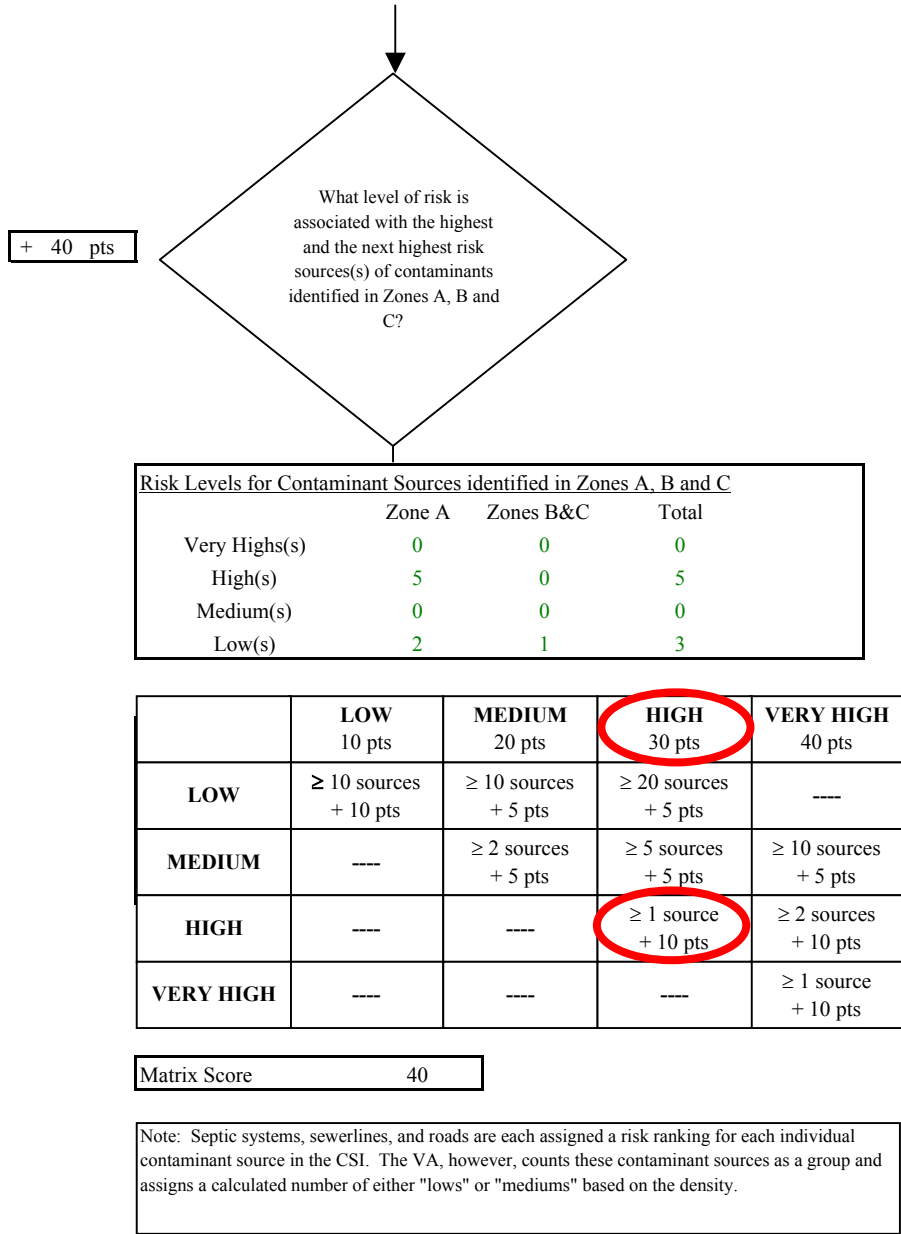 What level of risk is
associated with the highest
and the next highest risk
sources(s) of contaminants
identified in Zones A, B and
C?
+ 40 pts
Risk Levels for Contaminant Sources identified in Zones A, B and C
Zone A Zones B&C Total
Very Highs(s) 0 0 0
High(s) 5 0 5
Medium(s) 0 0 0
Low(s) 2 1 3
LOW MEDIUM HIGH VERY HIGH
10 pts 20 pts 30 pts 40 pts
LOW ≥ 10 sources ≥ 10 sources ≥ 20 sources ----
+ 10 pts + 5 pts + 5 pts
MEDIUM ---- ≥ 2 sources ≥ 5 sources ≥ 10 sources
+ 5 pts + 5 pts + 5 pts
HIGH ---- ---- ≥ 1 source ≥ 2 sources
+ 10 pts + 10 pts
VERY HIGH ---- ---- ---- ≥ 1 source
+ 10 pts
Matrix Score 40
Note: Septic systems, sewerlines, and roads are each assigned a risk ranking for each individual
contaminant source in the CSI. The VA, however, counts these contaminant sources as a group and
assigns a calculated number of either "lows" or "mediums" based on the density.